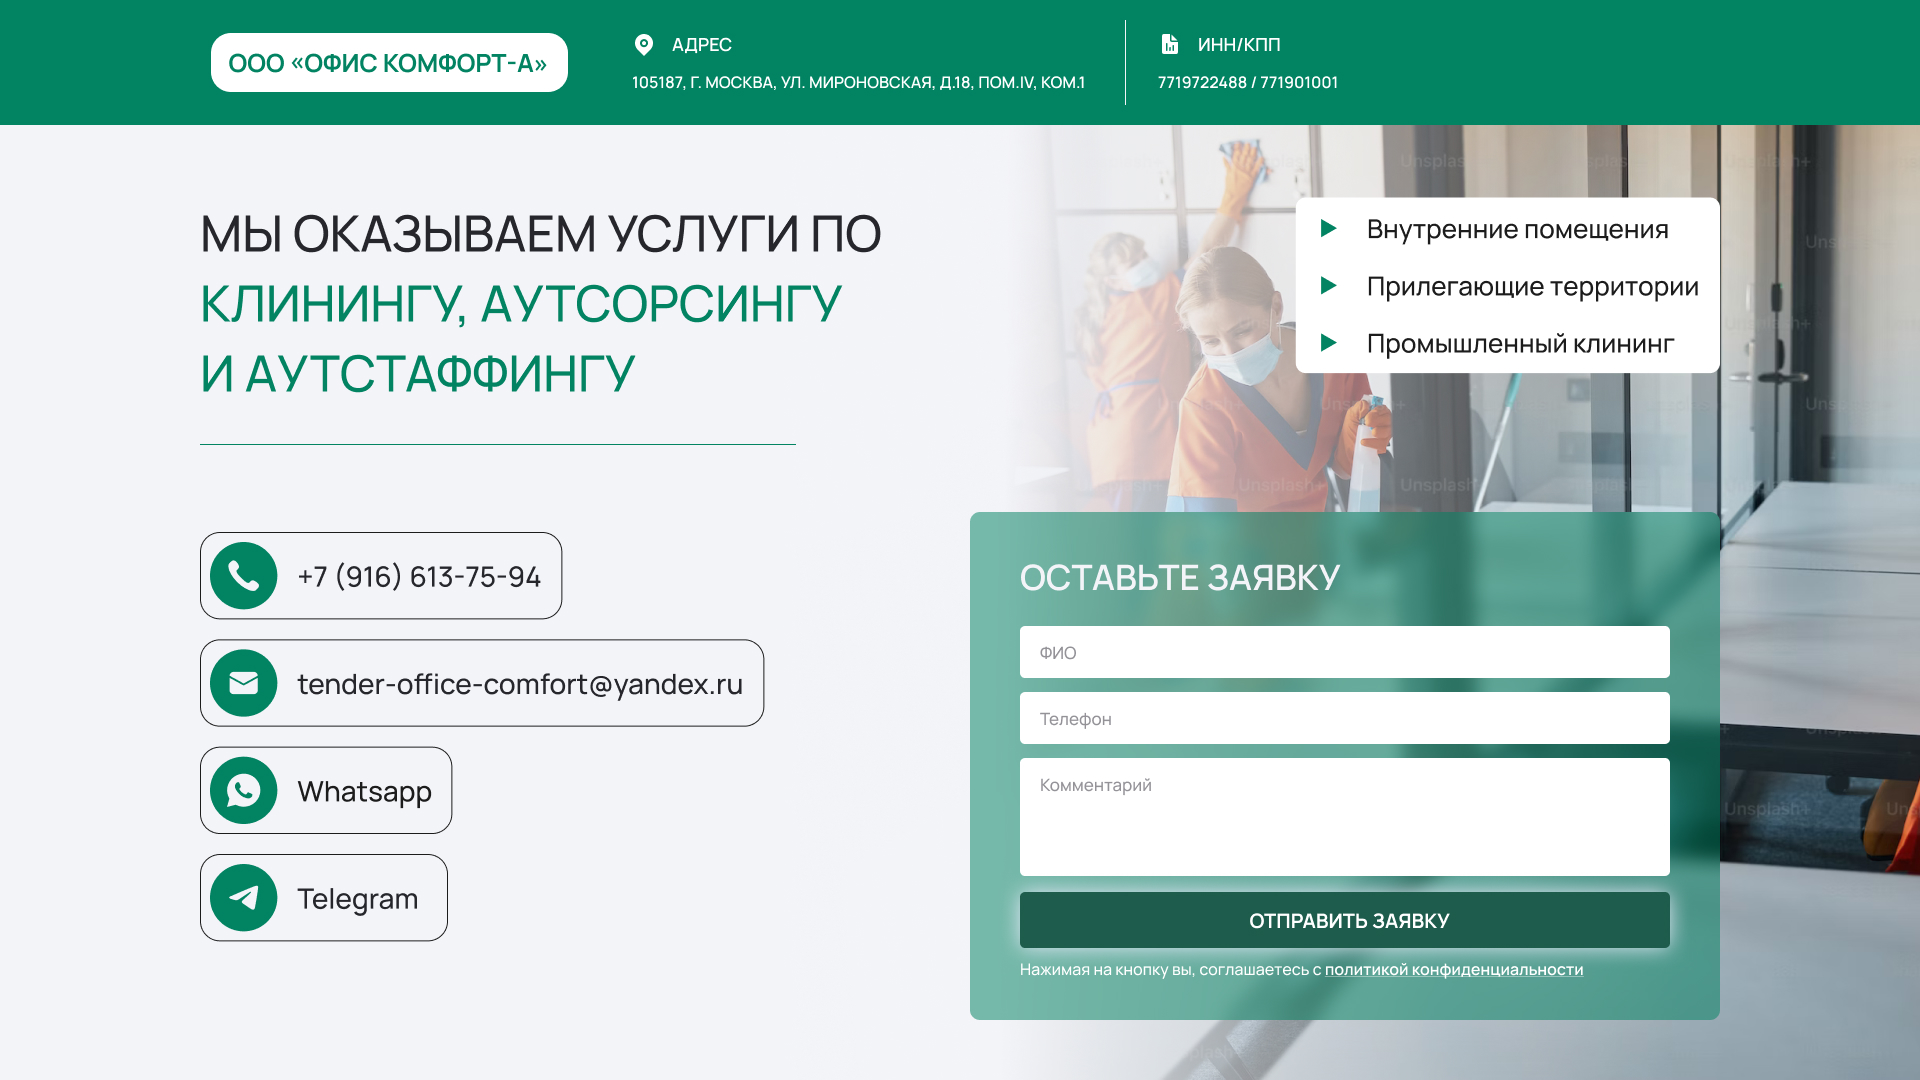 ООО «ОФИС КОМФОРТ-А»
АДРЕС
105187, Г. МОСКВА, УЛ. МИРОНОВСКАЯ, Д.18, ПОМ.IV, КОМ.1
ИНН/КПП
7719722488 / 771901001
МЫ ОКАЗЫВАЕМ УСЛУГИ ПО
КЛИНИНГУ, АУТСОРСИНГУ
И АУТСТАФФИНГУ
Внутренние помещения
Прилегающие территории
Промышленный клининг
+7 (916) 613-75-94
tender-office-comfort@yandex.ru
Whatsapp
Telegram
ОСТАВЬТЕ ЗАЯВКУ
ФИО
Телефон
Комментарий
ОТПРАВИТЬ ЗАЯВКУ
Нажимая на кнопку вы, соглашаетесь с политикой конфиденциальности
Unsplash+